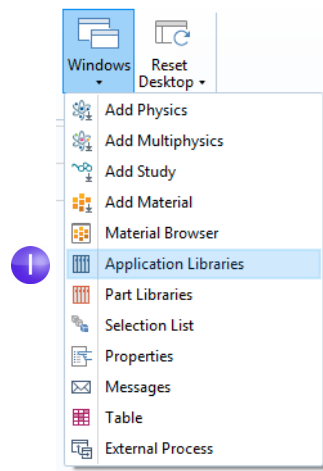 Windows
Reset
Desktop
Add Physics
Add Multiphysics
Add Study
Add Material
Material Browser
1
Application Libraries
Part Libraries
Selection List
Properties
Messages
Table
External Process